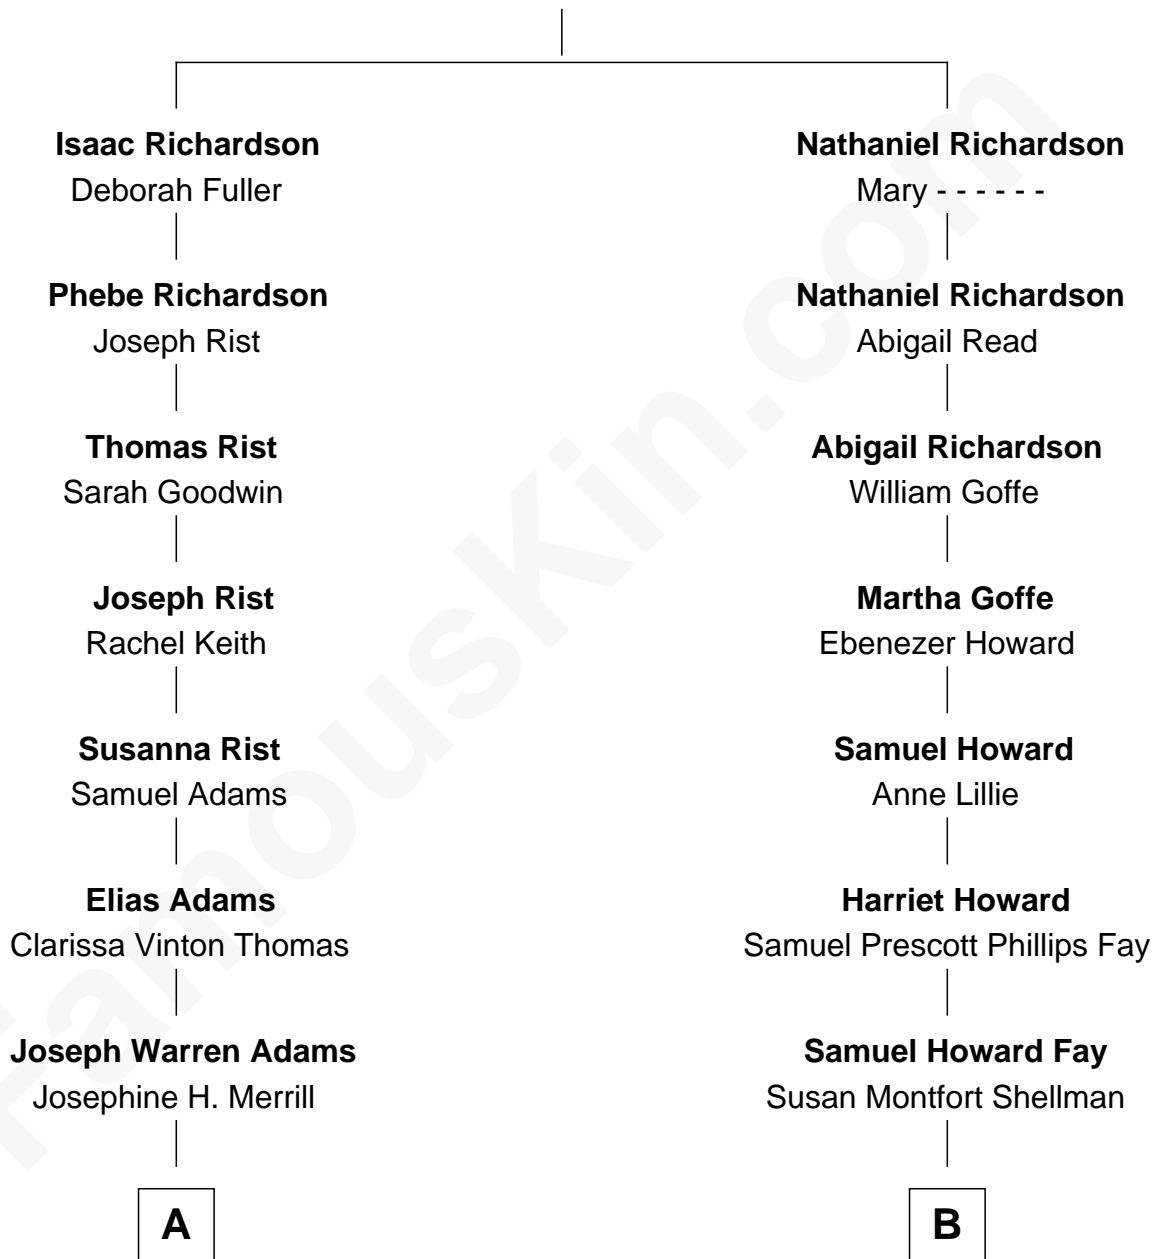 Isaac Richardson
Deborah Fuller
Nathaniel Richardson
Mary - - - - - -
Phebe Richardson
Joseph Rist
Nathaniel Richardson
Abigail Read
Thomas Rist
Sarah Goodwin
Abigail Richardson
William Goffe
Joseph Rist
Rachel Keith
Martha Goffe
Ebenezer Howard
Susanna Rist
Samuel Adams
Samuel Howard
Anne Lillie
Elias Adams
Clarissa Vinton Thomas
Harriet Howard
Samuel Prescott Phillips Fay
Joseph Warren Adams
Josephine H. Merrill
Samuel Howard Fay
Susan Montfort Shellman
A
B
FamousKin.com